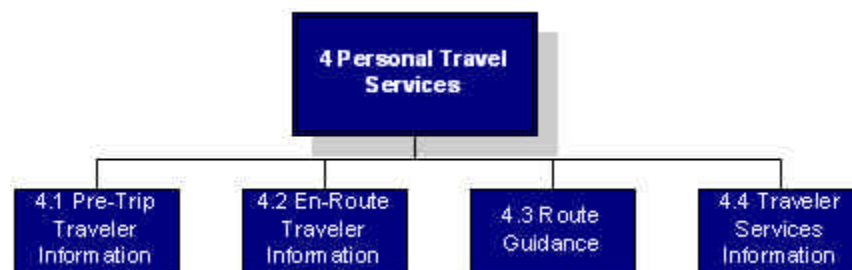 4 Personal Travel
Services
4.1 Pre-Trip
Traveler
Information
4.2 En-Route
Traveler
Information
4.3 Route
Guidance
4.4 Traveler
Services
Information